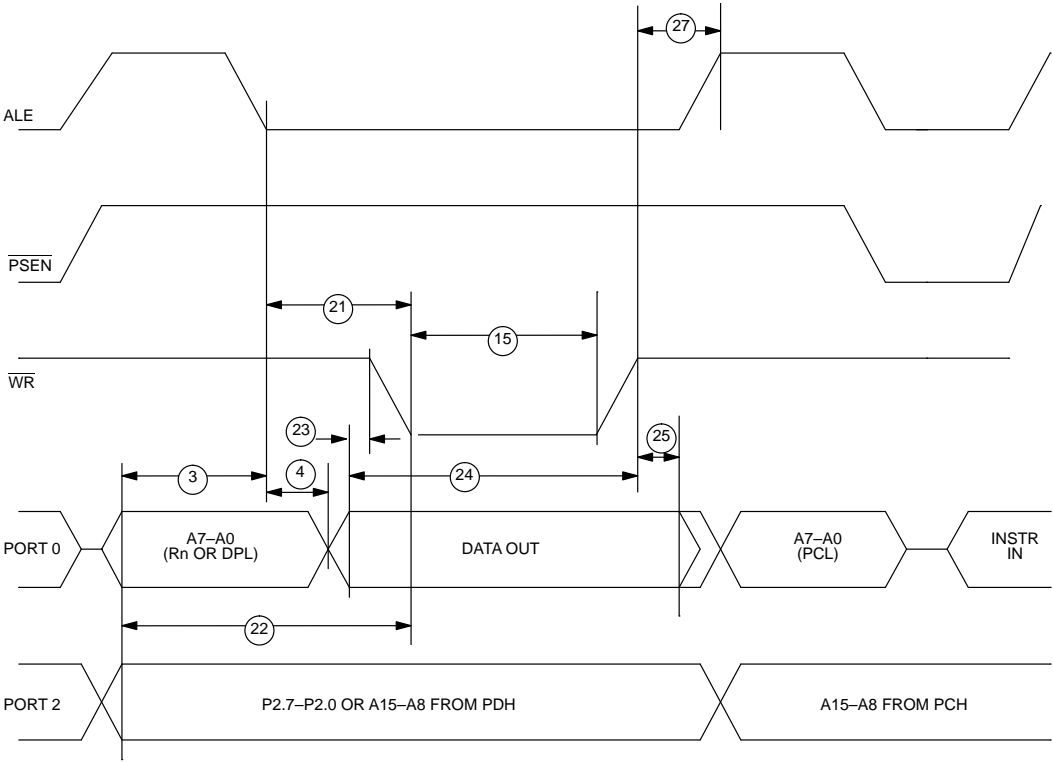 27
ALE
PSEN
21
15
WR
23
25
3
4
24
PORT 0
A7–A0
(Rn OR DPL)
DATA OUT
A7–A0
(PCL)
INSTR
IN
22
PORT 2
P2.7–P2.0 OR A15–A8 FROM PDH
A15–A8 FROM PCH